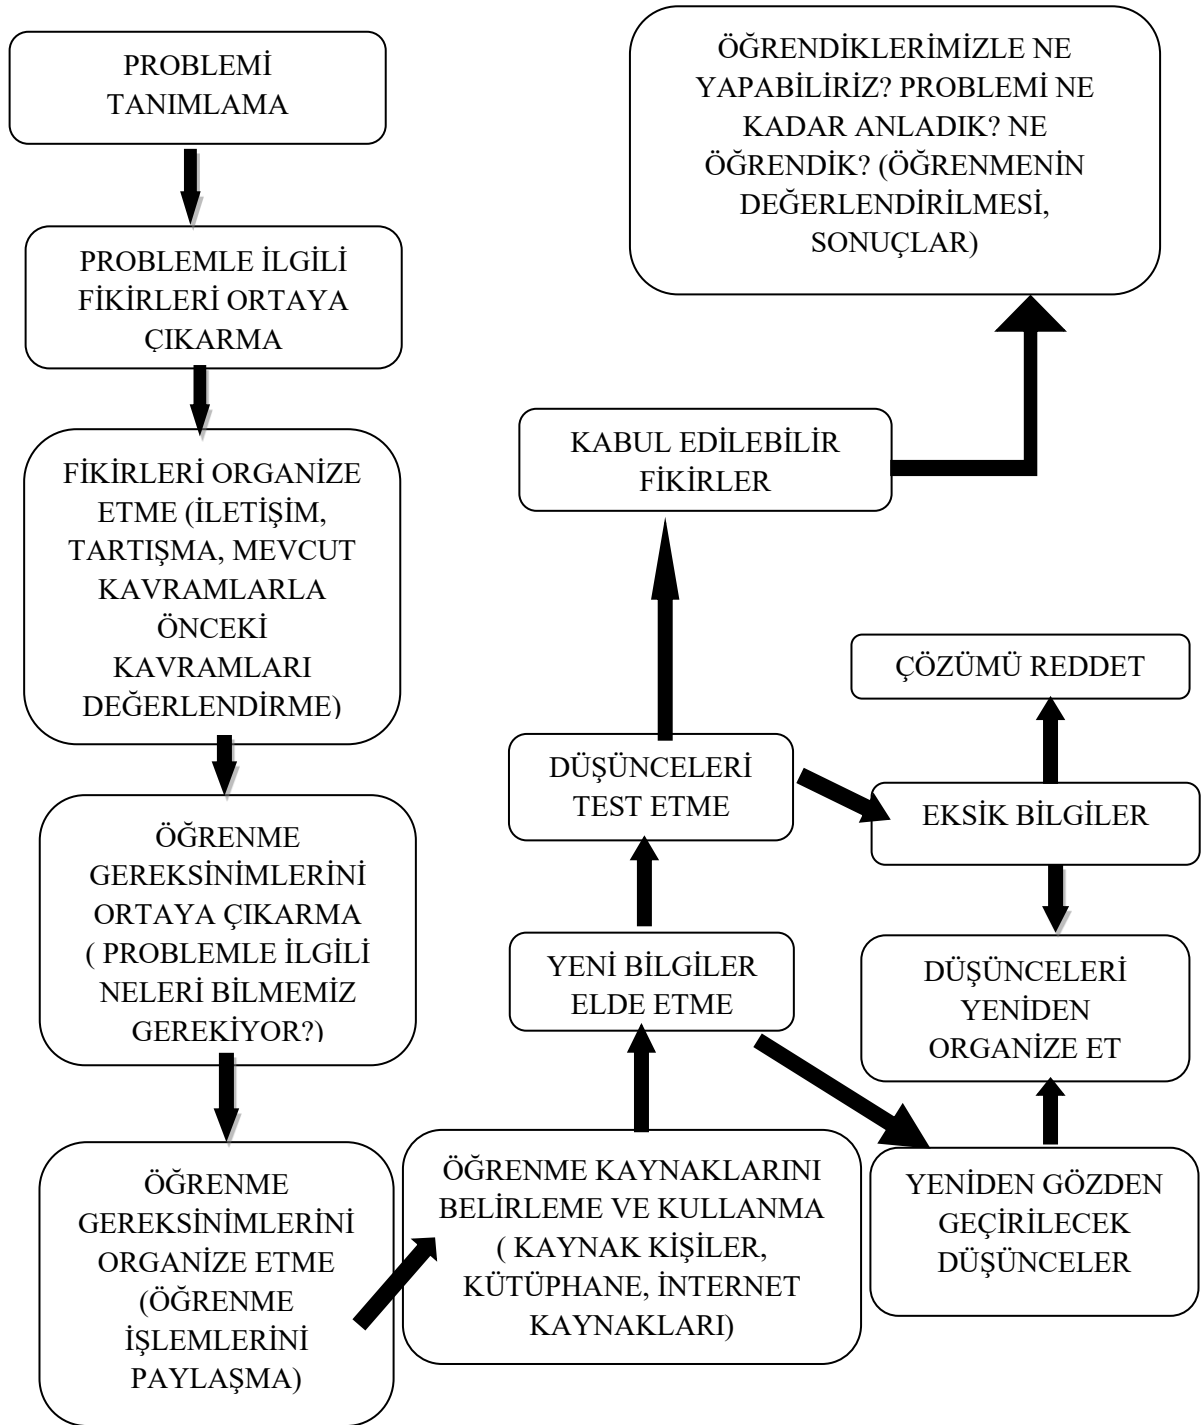 PROBLEMİ
TANIMLAMA
PROBLEMLE İLGİLİ
FİKİRLERİ ORTAYA
ÇIKARMA
FİKİRLERİ ORGANİZE
ETME (İLETİŞİM,
TARTIŞMA, MEVCUT
KAVRAMLARLA
ÖNCEKİ
KAVRAMLARI
DEĞERLENDİRME)
ÖĞRENME
GEREKSİNİMLERİNİ
ORTAYA ÇIKARMA
( PROBLEMLE İLGİLİ
NELERİ BİLMEMİZ
GEREKİYOR?)
ÖĞRENME
GEREKSİNİMLERİNİ
ORGANİZE ETME
(ÖĞRENME
İŞLEMLERİNİ
PAYLAŞMA)
ÖĞRENME KAYNAKLARINI
BELİRLEME VE KULLANMA
( KAYNAK KİŞİLER,
KÜTÜPHANE, İNTERNET
KAYNAKLARI)
YENİ BİLGİLER
ELDE ETME
DÜŞÜNCELERİ
TEST ETME
KABUL EDİLEBİLİR
FİKİRLER
ÖĞRENDİKLERİMİZLE NE
YAPABİLİRİZ? PROBLEMİ NE
KADAR ANLADIK? NE
ÖĞRENDİK? (ÖĞRENMENİN
DEĞERLENDİRİLMESİ,
SONUÇLAR)
ÇÖZÜMÜ REDDET
EKSİK BİLGİLER
DÜŞÜNCELERİ
YENİDEN
ORGANİZE ET
YENİDEN GÖZDEN
GEÇİRİLECEK
DÜŞÜNCELER